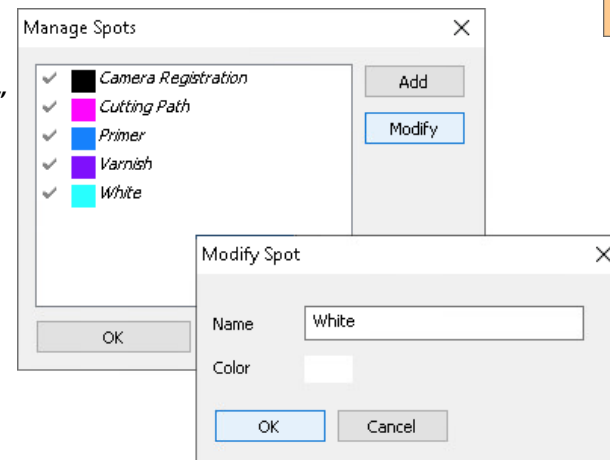 Manage Spots
Camera Registration
Cutting Path
Primer
Varnish
White
Add
Modify
OK
Modify Spot
Name White
Color
OK Cancel